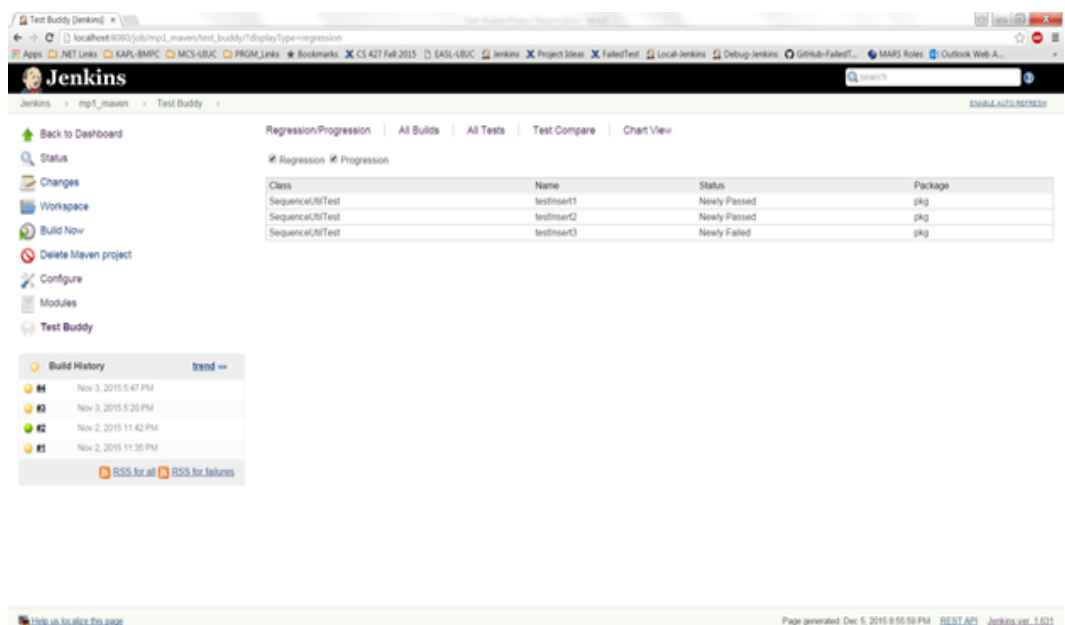 Test Buddy [Jenkins] ×
localhost:8080/job/mp1_maven/test_buddy/?displayType=regression
Apps .NET Links KAPL-BMPC MCS-UIUC PRGM_Links Bookmarks CS 427 Fall 2015 EASL-UIUC Jenkins Project Ideas FailedTest Local-Jenkins Debug-Jenkins GitHub-FailedT... MARS Roles Outlook Web A... »
Jenkins
search
Jenkins › mp1_maven › Test Buddy ›
ENABLE AUTO REFRESH
Back to Dashboard
Status
Changes
Workspace
Build Now
Delete Maven project
Configure
Modules
Test Buddy
Build History trend
#4 Nov 3, 2015 5:47 PM
#3 Nov 3, 2015 5:20 PM
#2 Nov 2, 2015 11:42 PM
#1 Nov 2, 2015 11:35 PM
RSS for all RSS for failures
Regression/Progression All Builds All Tests Test Compare Chart View
Regression Progression
Class Name Status Package
SequenceUtilTest testInsert1 Newly Passed pkg
SequenceUtilTest testInsert2 Newly Passed pkg
SequenceUtilTest testInsert3 Newly Failed pkg
Help us localize this page
Page generated: Dec 5, 2015 8:55:59 PM REST API Jenkins ver. 1.631